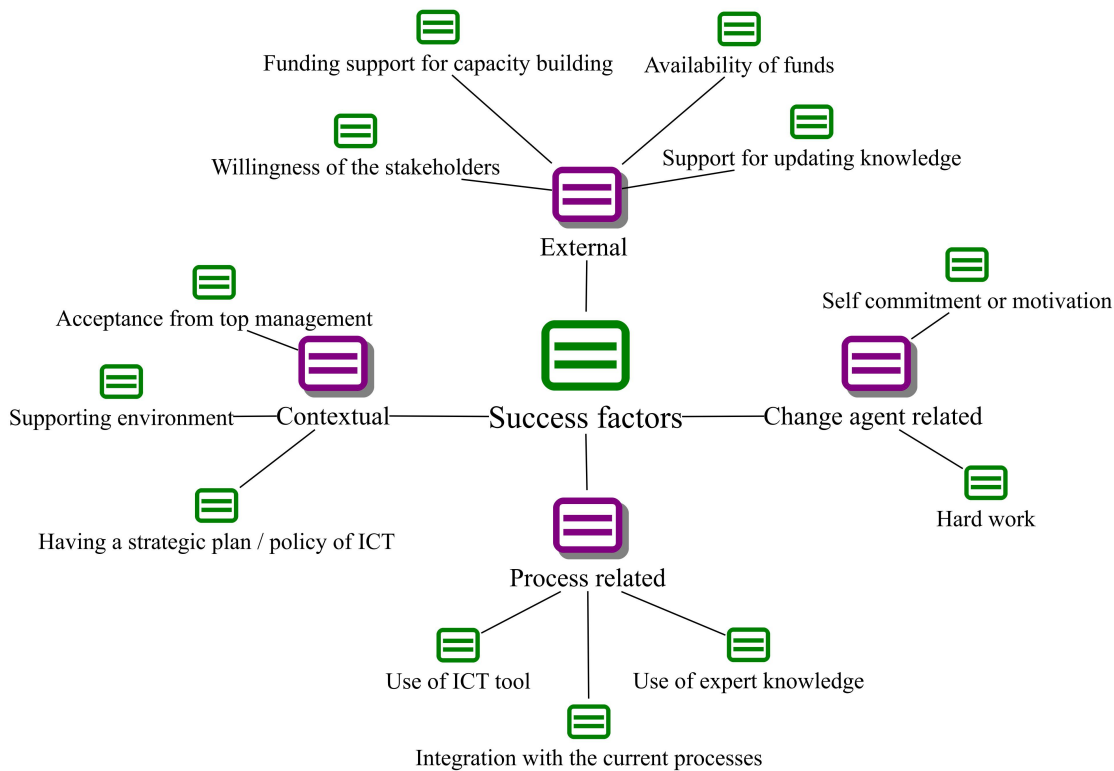 Funding support for capacity building
Availability of funds
Willingness of the stakeholders
Support for updating knowledge
External
Self commitment or motivation
Acceptance from top management
Supporting environment
Contextual
Success factors
Change agent related
Having a strategic plan / policy of ICT
Hard work
Process related
Use of ICT tool
Use of expert knowledge
Integration with the current processes